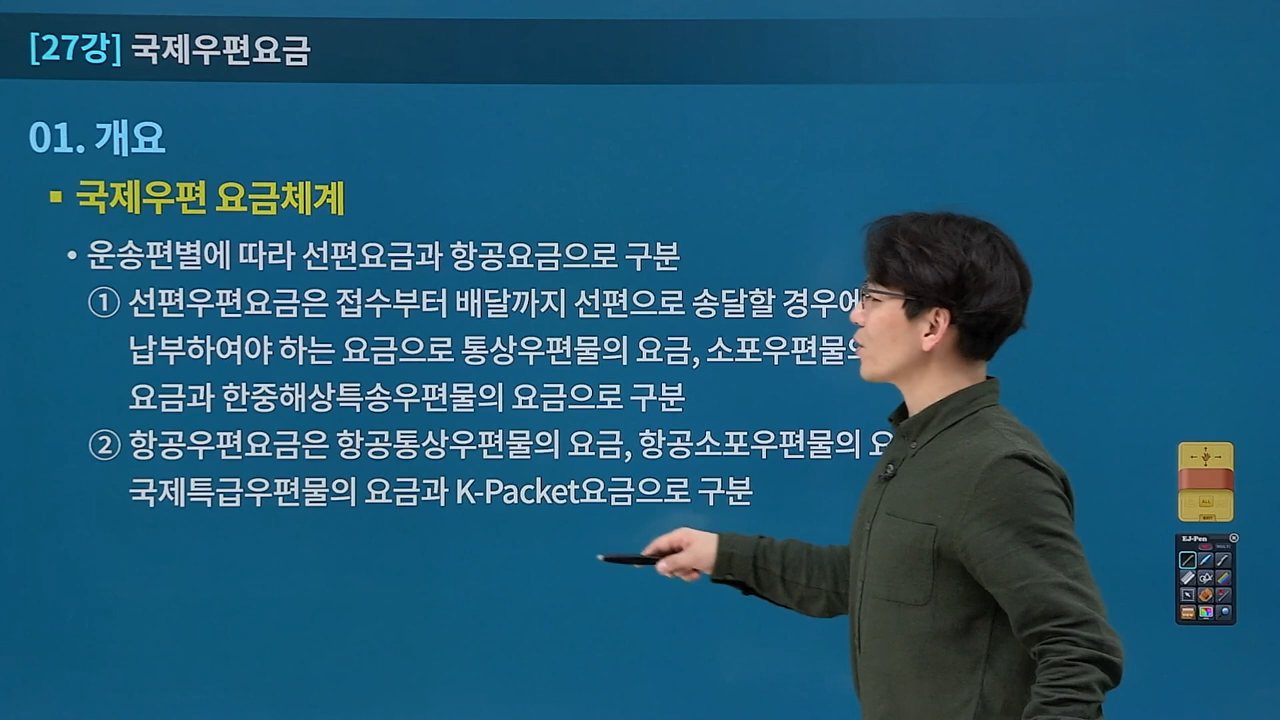 [27강] 국제우편요금
01. 개요
▪ 국제우편 요금체계
• 운송편별에 따라 선편요금과 항공요금으로 구분
① 선편우편요금은 접수부터 배달까지 선편으로 송달할 경우에
납부하여야 하는 요금으로 통상우편물의 요금, 소포우편물의
요금과 한중해상특송우편물의 요금으로 구분
② 항공우편요금은 항공통상우편물의 요금, 항공소포우편물의
국제특급우편물의 요금과 K-Packet요금으로 구분
ALL
EJ-Pen